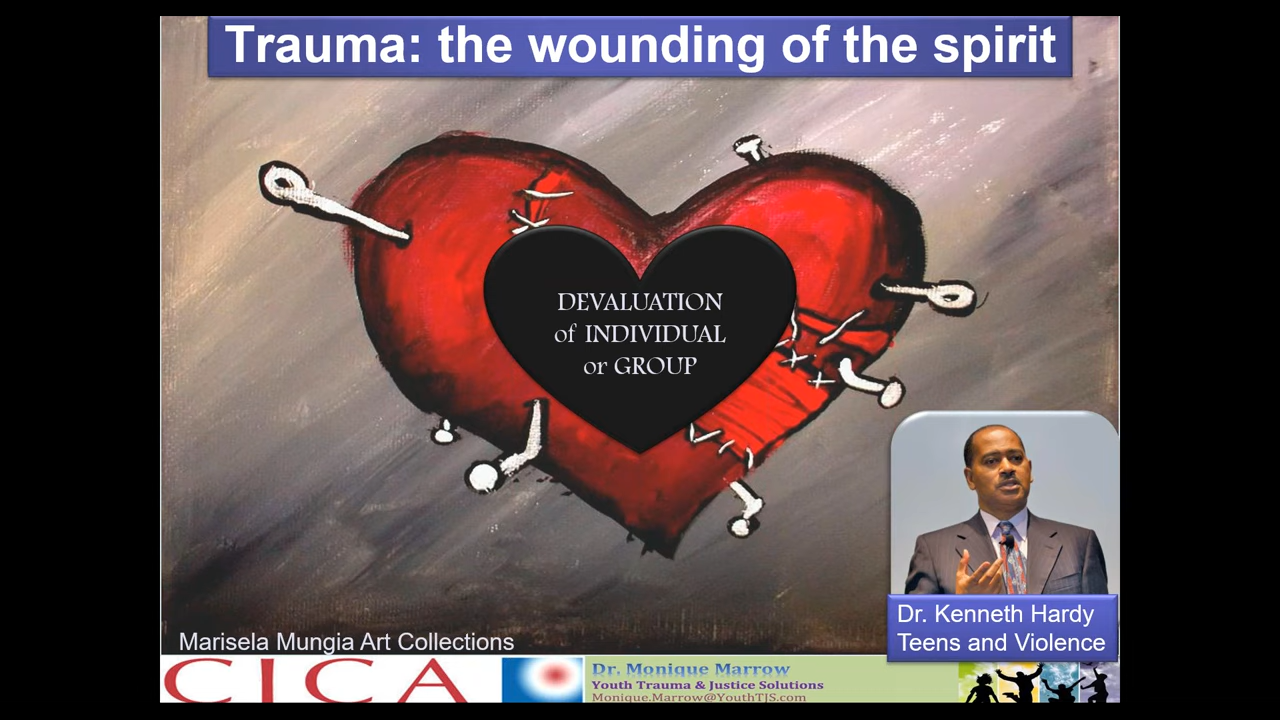 Trauma: the wounding of the spirit
DEVALUATION
of INDIVIDUAL
or GROUP
Dr. Kenneth Hardy
Teens and Violence
Marisela Mungia Art Collections
CICA
Dr. Monique Marrow
Youth Trauma & Justice Solutions
Monique.Marrow@YouthTJS.com